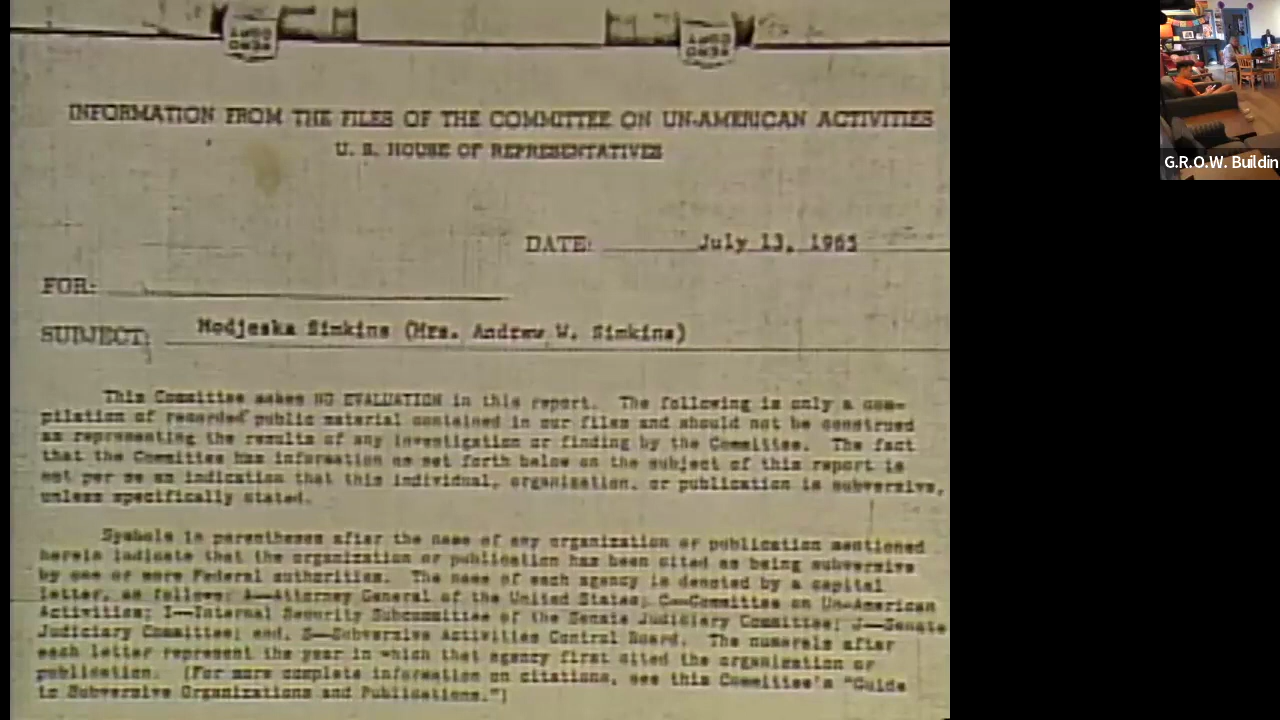 INFORMATION FROM THE FILES OF THE COMMITTEE ON UN-AMERICAN ACTIVITIES
U. S. HOUSE OF REPRESENTATIVES
DATE: July 13, 1965
FOR:
SUBJECT: Modjeska Simkins (Mrs. Andrew W. Simkins)
This Committee makes NO EVALUATION in this report. The following is only a com-
pilation of recorded public material contained in our files and should not be construed
as representing the results of any investigation or finding by the Committee. The fact
that the Committee has information as set forth below on the subject of this report is
not per se an indication that this individual, organization, or publication is subversive,
unless specifically stated.
Symbols in parentheses after the name of any organization or publication mentioned
herein indicate that the organization or publication has been cited as being subversive
by one or more Federal authorities. The name of each agency is denoted by a capital
letter, as follows: A—Attorney General of the United States; C—Committee on Un-American
Activities; I—Internal Security Subcommittee of the Senate Judiciary Committee; J—Senate
Judiciary Committee; and, S—Subversive Activities Control Board. The numerals after
each letter represent the year in which that agency first cited the organization or
publication. (For more complete information on citations, see this Committee's "Guide
to Subversive Organizations and Publications.")
G.R.O.W. Buildin